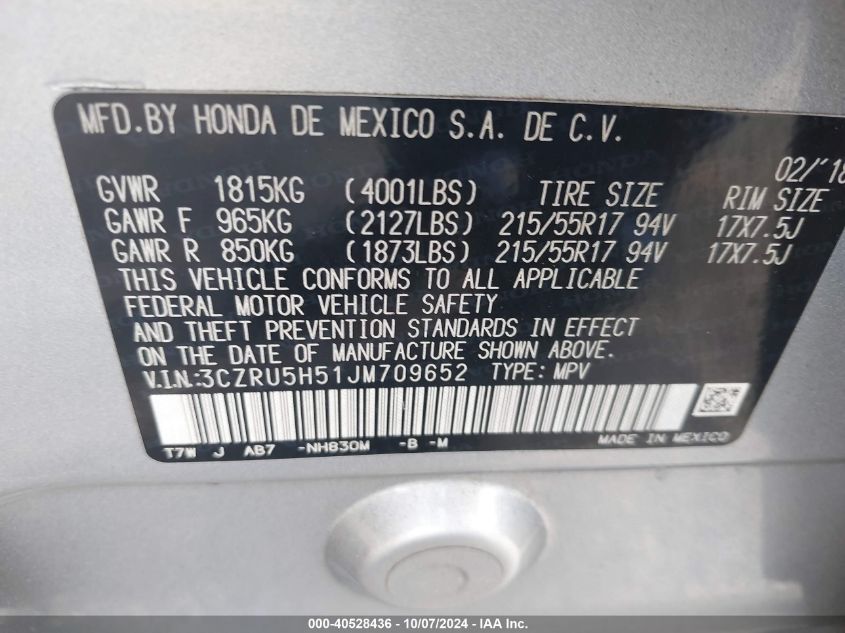 MFD.BY HONDA DE MEXICO S.A. DE C.V.
02/'18
GVWR 1815KG (4001LBS) TIRE SIZE RIM SIZE
GAWR F 965KG (2127LBS) 215/55R17 94V 17X7.5J
GAWR R 850KG (1873LBS) 215/55R17 94V 17X7.5J
THIS VEHICLE CONFORMS TO ALL APPLICABLE
FEDERAL MOTOR VEHICLE SAFETY
AND THEFT PREVENTION STANDARDS IN EFFECT
ON THE DATE OF MANUFACTURE SHOWN ABOVE.
V.I.N.:3CZRU5H51JM709652 TYPE: MPV
T7W J AB7 -NH830M -B -M MADE IN MEXICO
000-40528436 - 10/07/2024 - IAA Inc.